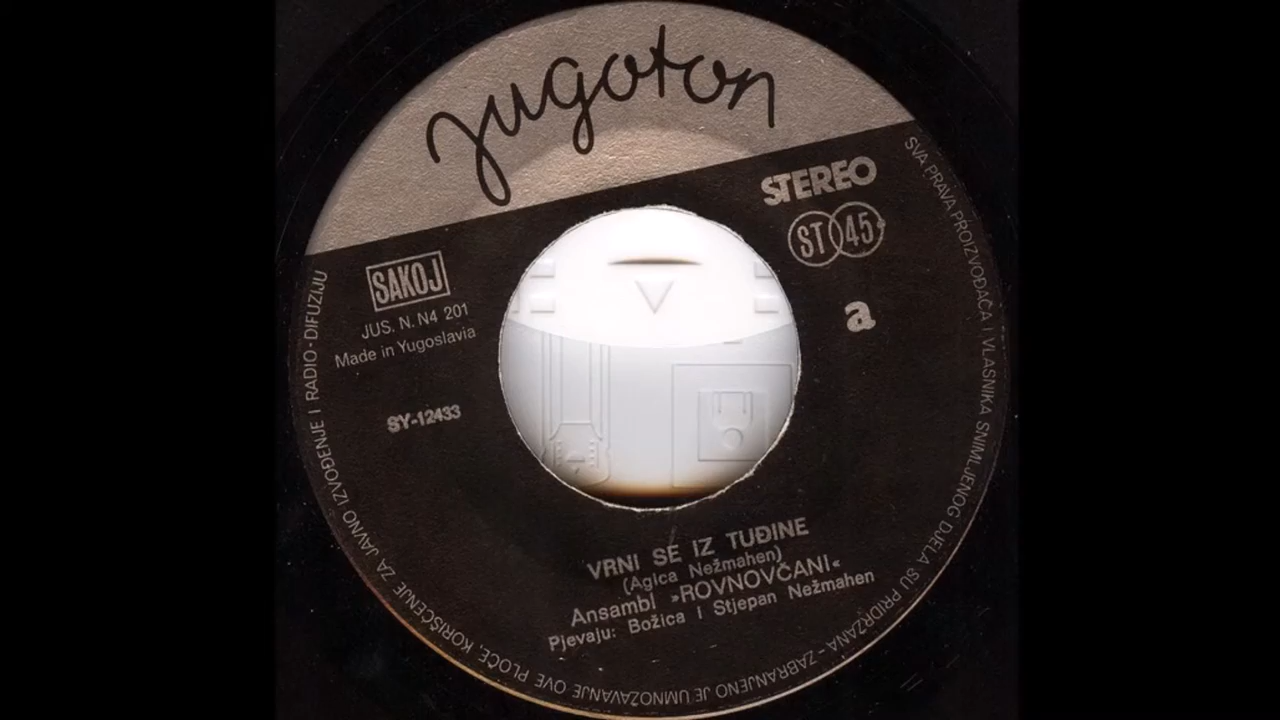 jugoton
STEREO
ST 45
SAKOJ
JUS. N. N4 201
Made in Yugoslavia
a
SY-12433
VRNI SE IZ TUĐINE
(Agica Nežmahen)
Ansambl »ROVNOVČANI«
Pjevaju: Božica i Stjepan Nežmahen
SVA PRAVA PROIZVOĐAČA I VLASNIKA SNIMLJENOG DJELA SU PRIDRŽANA - ZABRANJENO JE UMNOŽAVANJE OVE PLOČE, KORIŠĆENJE ZA JAVNO IZVOĐENJE I RADIO-DIFUZIJU